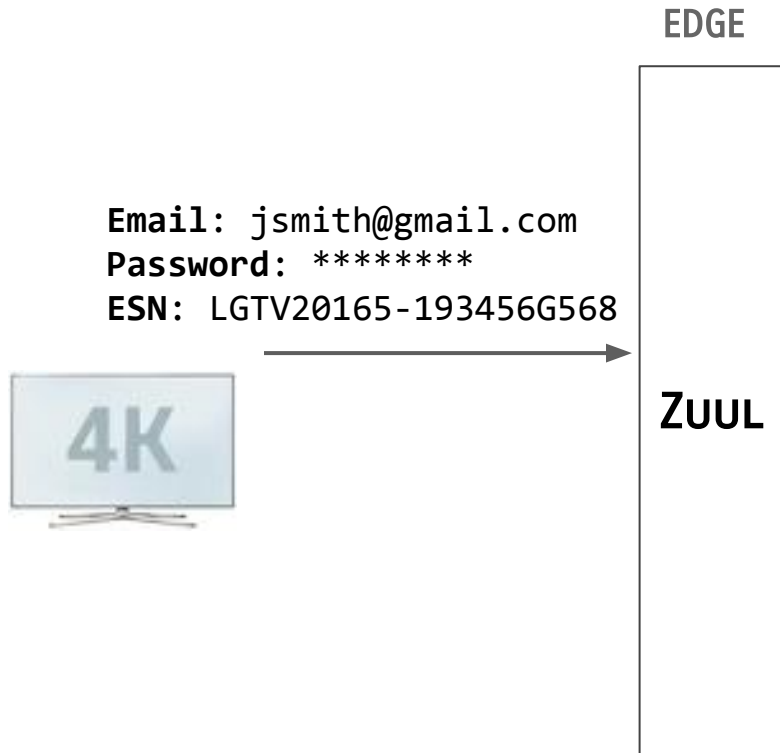 EDGE
Email: jsmith@gmail.com
Password: ********
ESN: LGTV20165-193456G568
4K
ZUUL